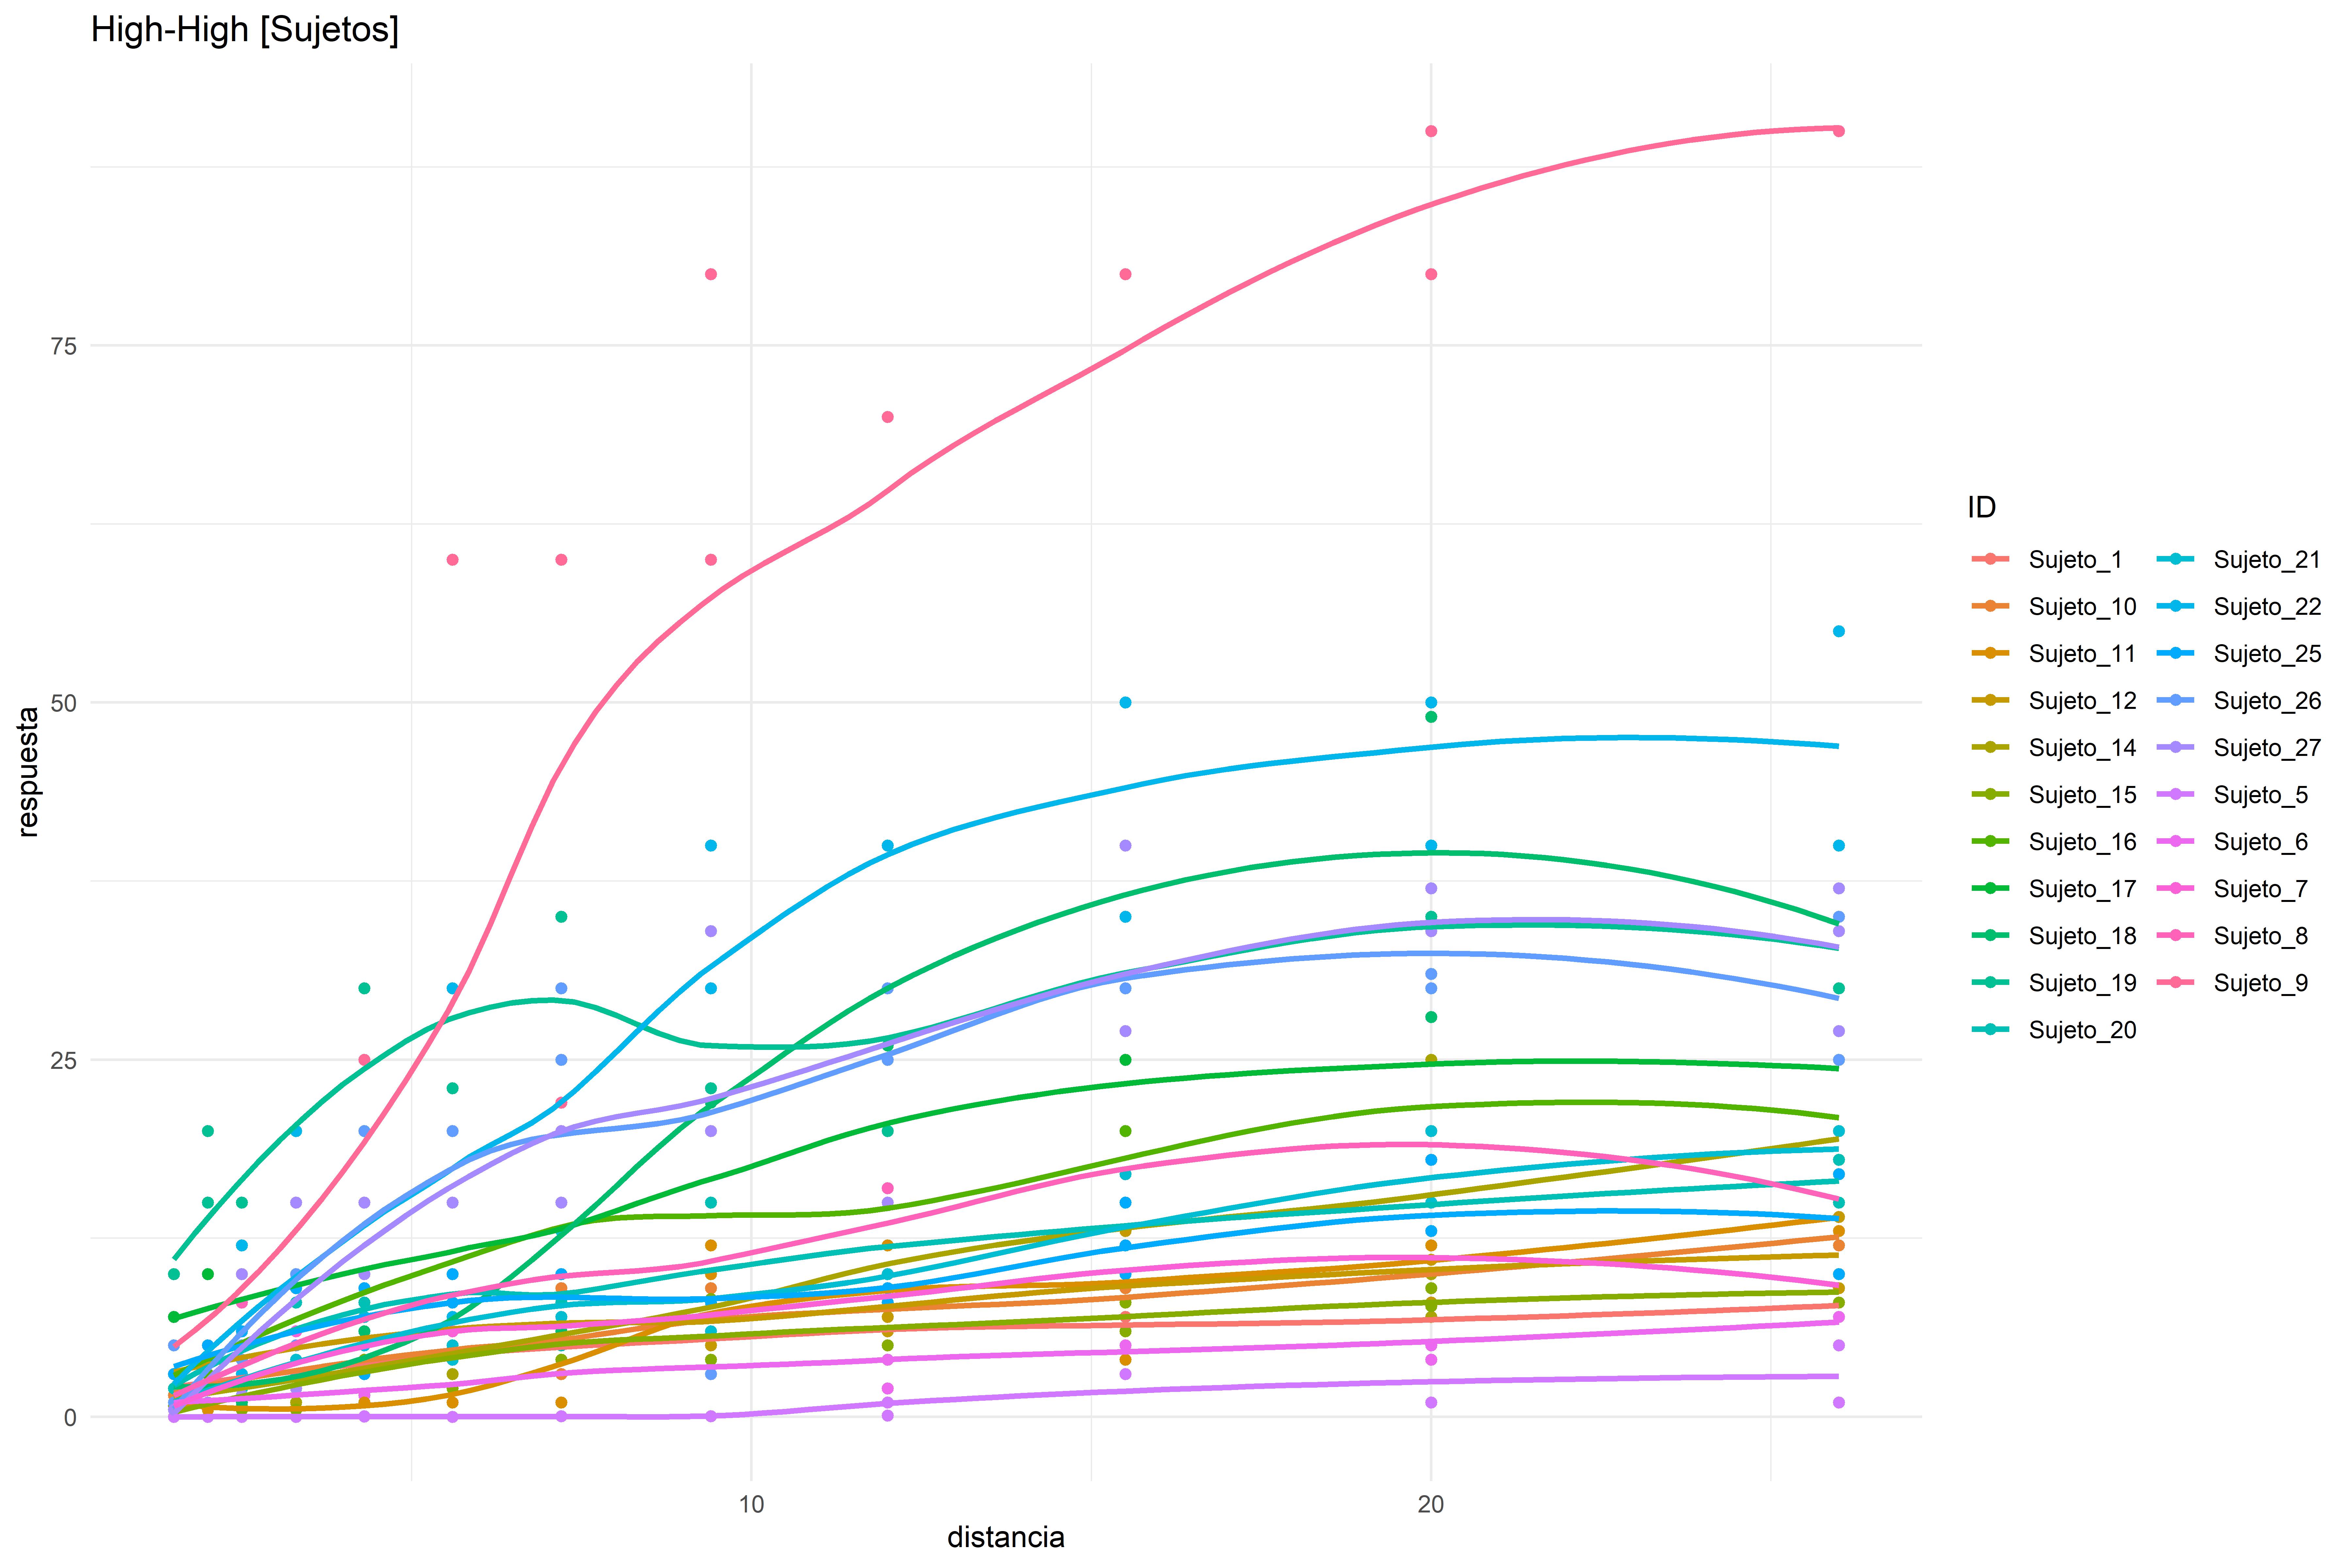 High-High [Sujetos]
respuesta
75
50
25
0
10
20
distancia
ID
Sujeto_1
Sujeto_10
Sujeto_11
Sujeto_12
Sujeto_14
Sujeto_15
Sujeto_16
Sujeto_17
Sujeto_18
Sujeto_19
Sujeto_20
Sujeto_21
Sujeto_22
Sujeto_25
Sujeto_26
Sujeto_27
Sujeto_5
Sujeto_6
Sujeto_7
Sujeto_8
Sujeto_9